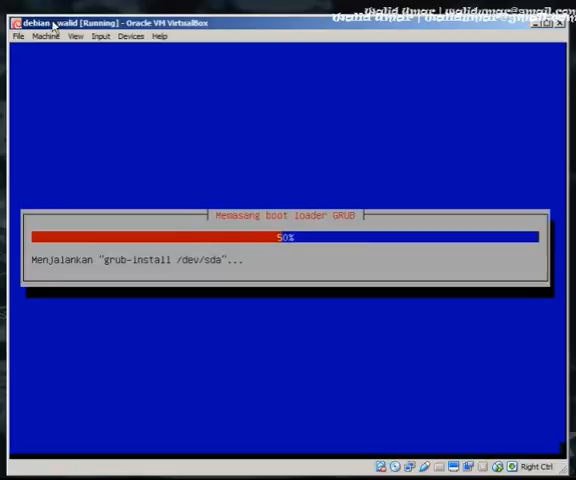 debian_walid [Running] - Oracle VM VirtualBox
File Machine View Input Devices Help
Memasang boot loader GRUB
50%
Menjalankan "grub-install /dev/sda"...
Right Ctrl